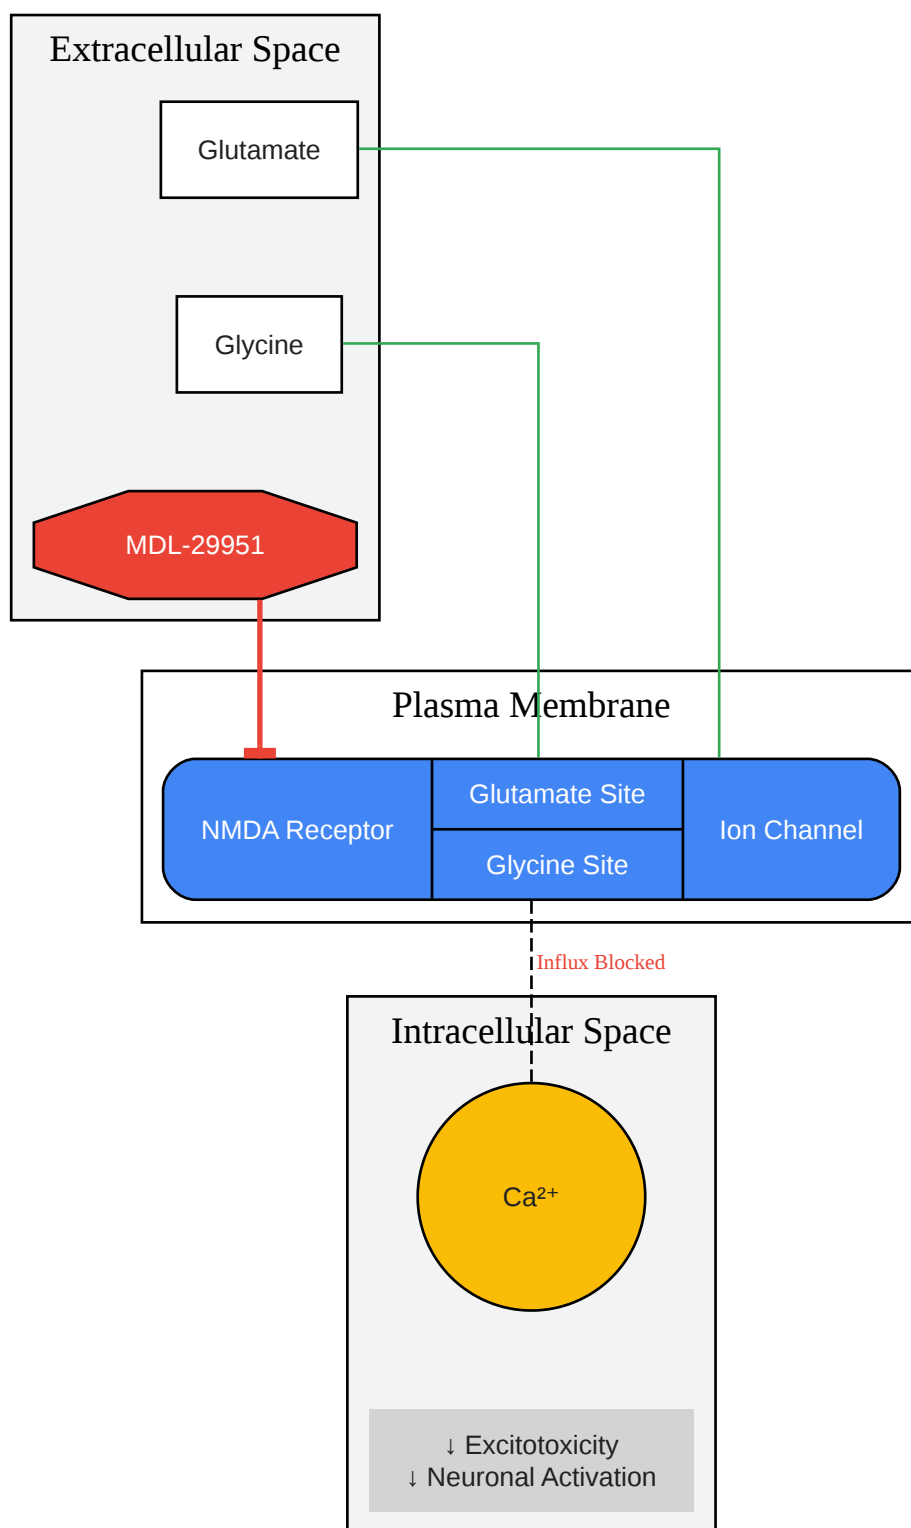 Extracellular Space
Glutamate
Glycine
MDL-29951
Plasma Membrane
NMDA Receptor
Glutamate Site
Glycine Site
Ion Channel
Influx Blocked
Intracellular Space
Ca²⁺
↓ Excitotoxicity
↓ Neuronal Activation